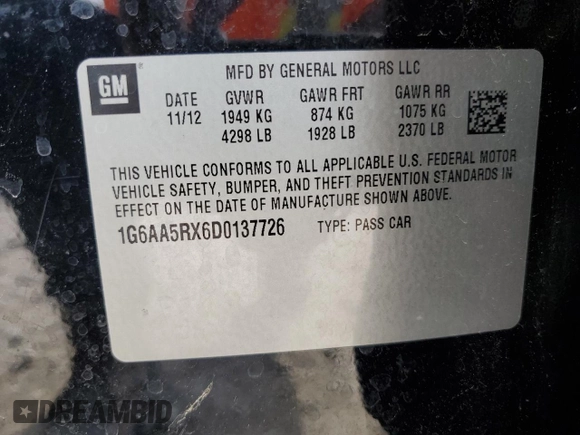 GM
MFD BY GENERAL MOTORS LLC
DATE GVWR GAWR FRT GAWR RR
11/12 1949 KG 874 KG 1075 KG
4298 LB 1928 LB 2370 LB
THIS VEHICLE CONFORMS TO ALL APPLICABLE U.S. FEDERAL MOTOR
VEHICLE SAFETY, BUMPER, AND THEFT PREVENTION STANDARDS IN
EFFECT ON THE DATE OF MANUFACTURE SHOWN ABOVE.
1G6AA5RX6D0137726 TYPE: PASS CAR
DREAMBID